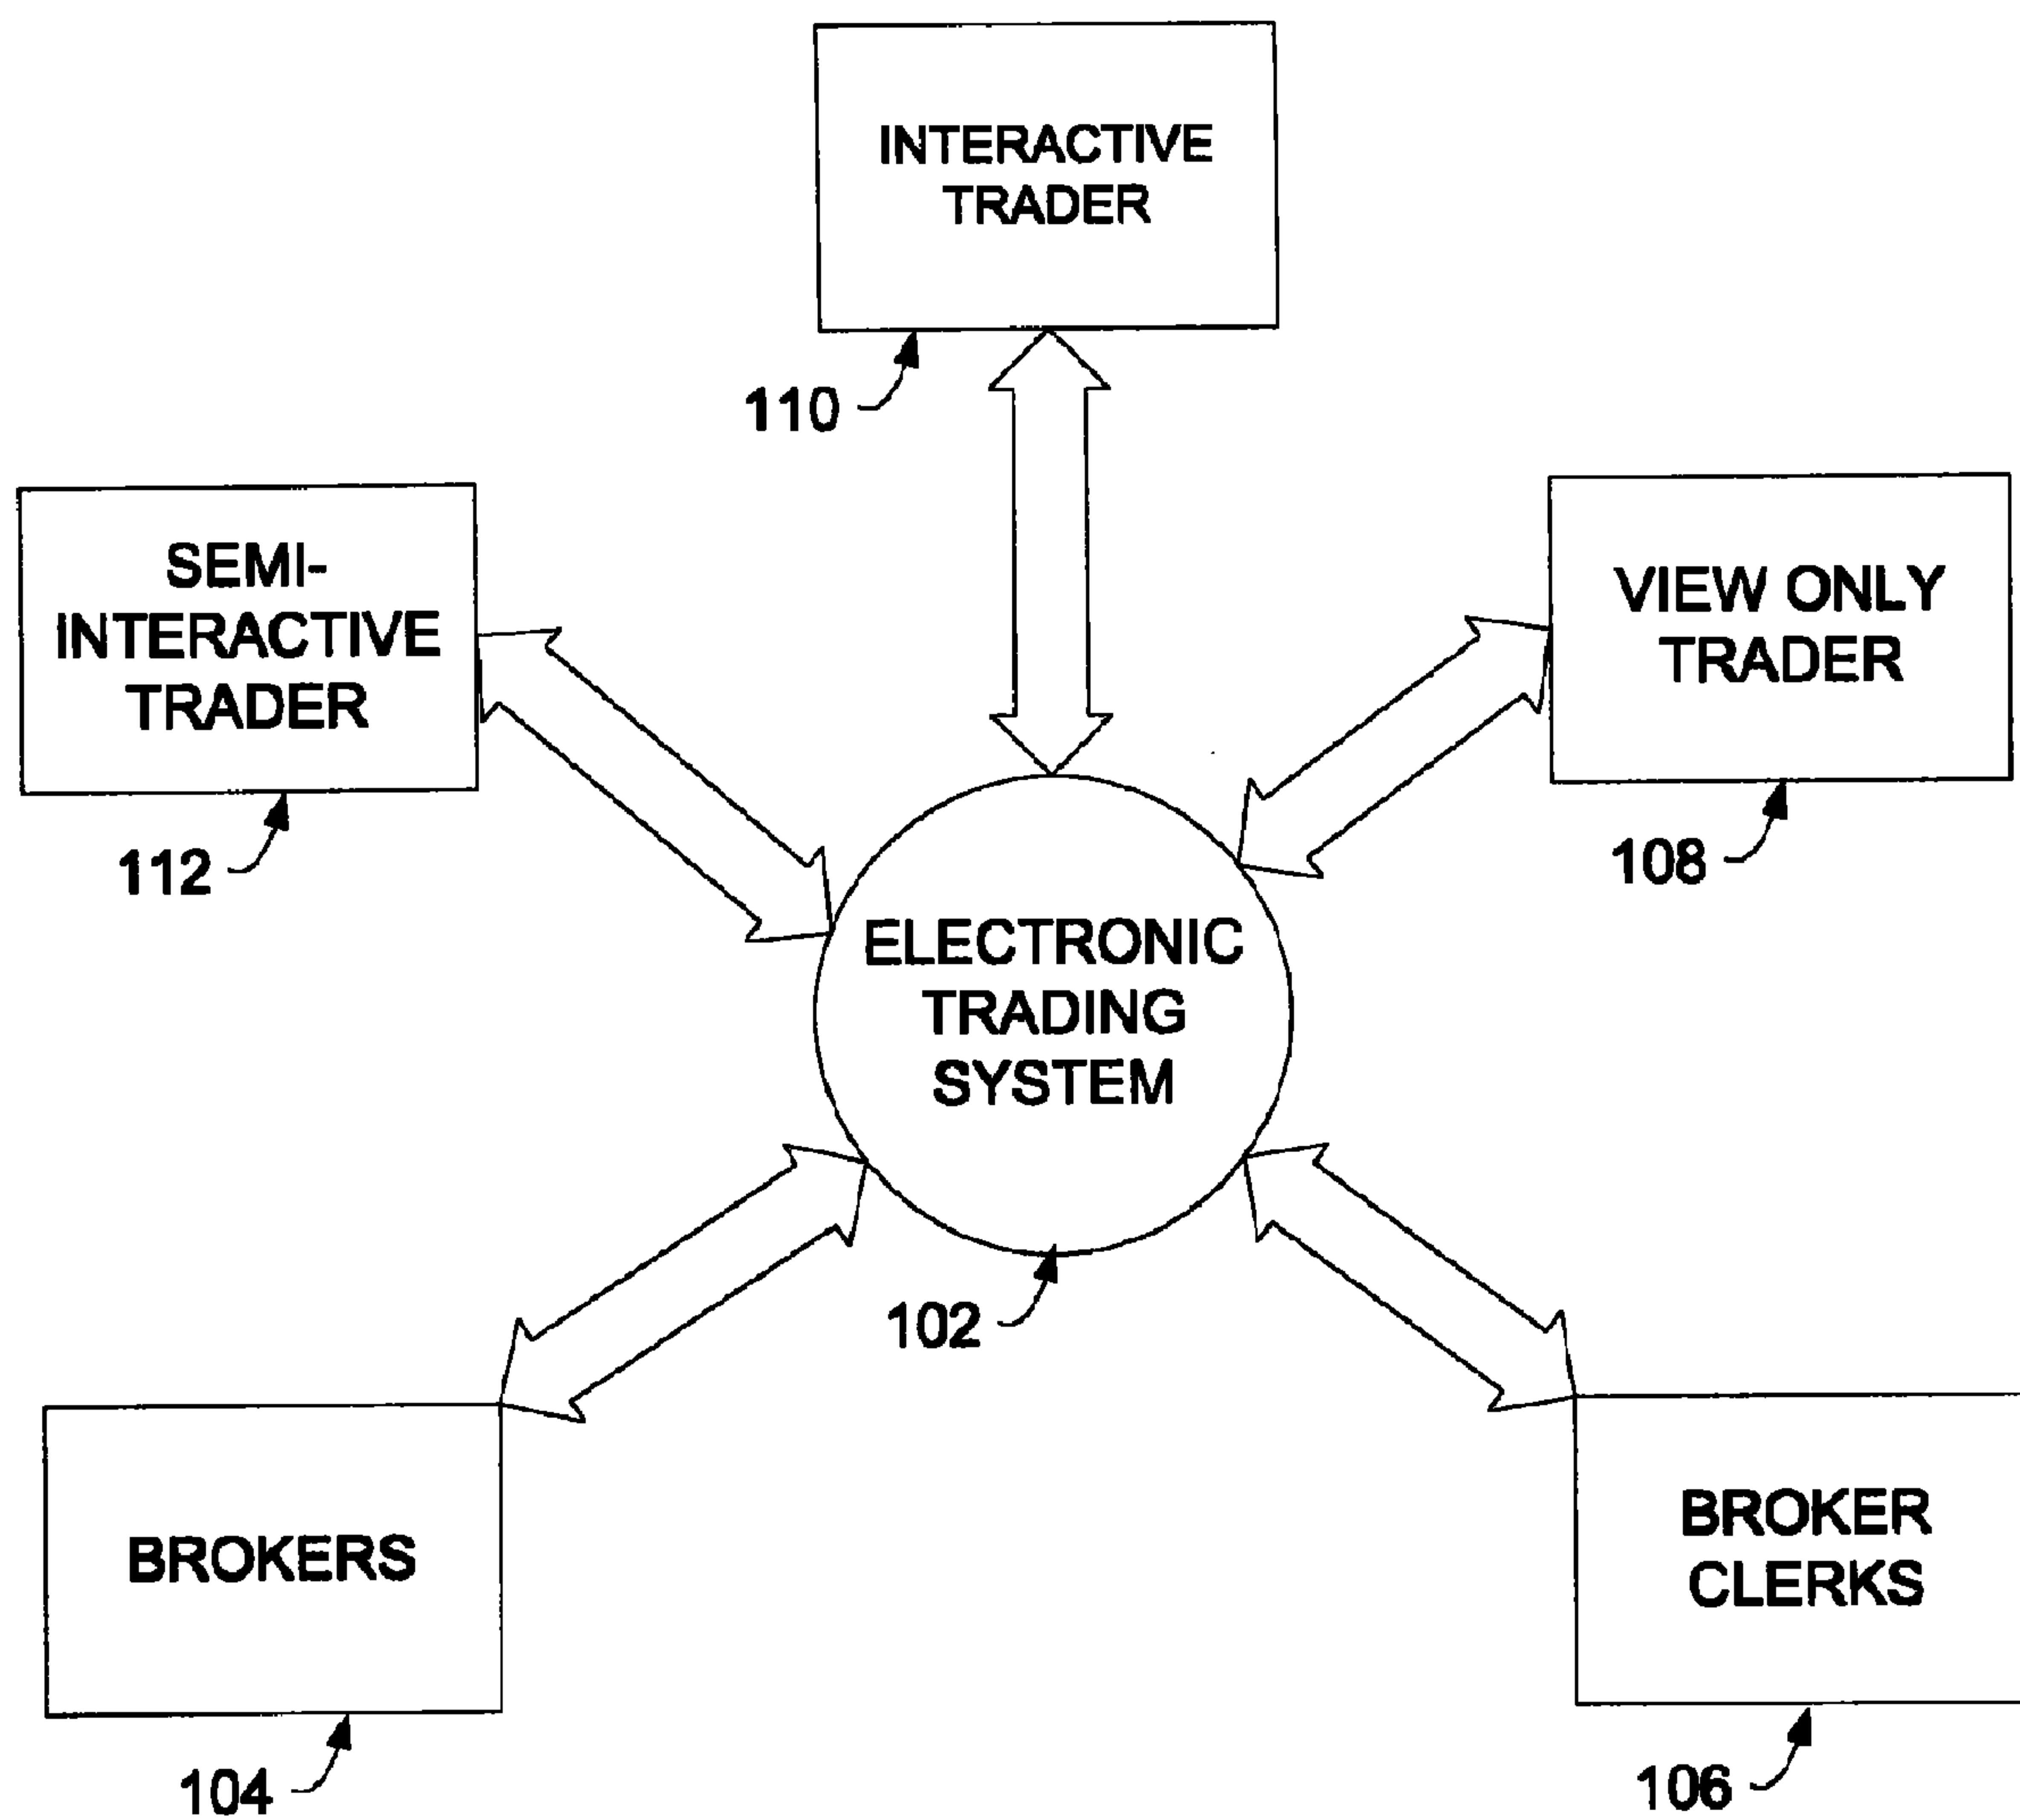 INTERACTIVE
TRADER
110
SEMI-
INTERACTIVE
TRADER
112
VIEW ONLY
TRADER
108
ELECTRONIC
TRADING
SYSTEM
102
BROKERS
104
BROKER
CLERKS
106